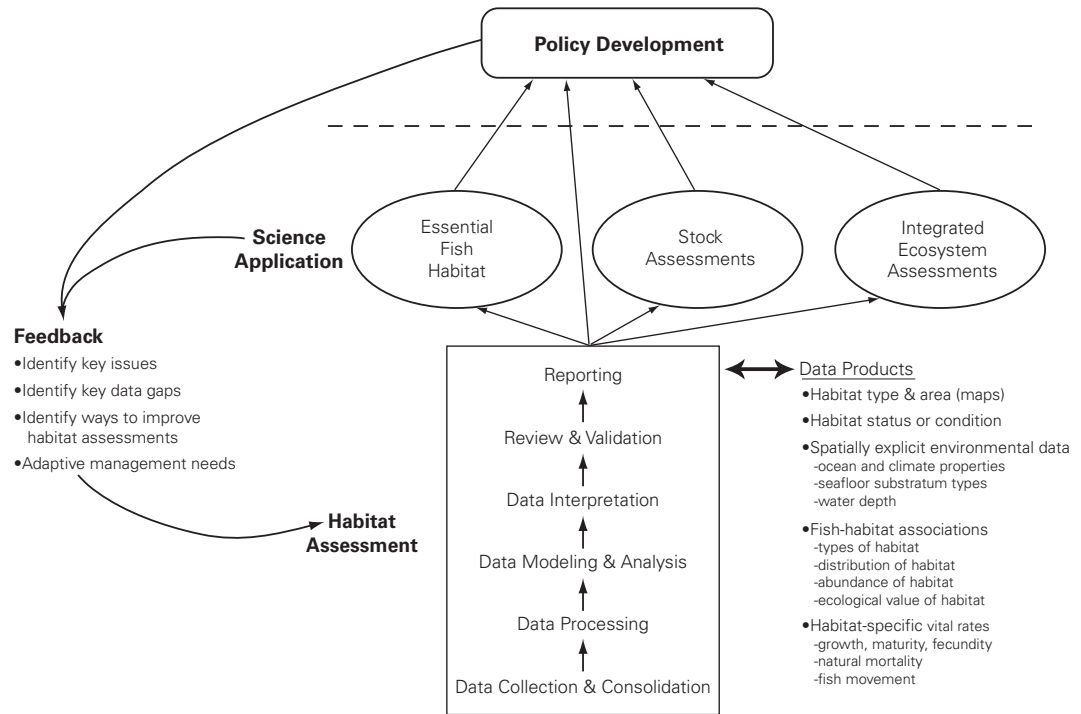 Policy Development
Science
Application
Essential
Fish
Habitat
Stock
Assessments
Integrated
Ecosystem
Assessments
Feedback
•Identify key issues
•Identify key data gaps
•Identify ways to improve
habitat assessments
•Adaptive management needs
Habitat
Assessment
Reporting
Review & Validation
Data Interpretation
Data Modeling & Analysis
Data Processing
Data Collection & Consolidation
Data Products
•Habitat type & area (maps)
•Habitat status or condition
•Spatially explicit environmental data
-ocean and climate properties
-seafloor substratum types
-water depth
•Fish-habitat associations
-types of habitat
-distribution of habitat
-abundance of habitat
-ecological value of habitat
•Habitat-specific vital rates
-growth, maturity, fecundity
-natural mortality
-fish movement